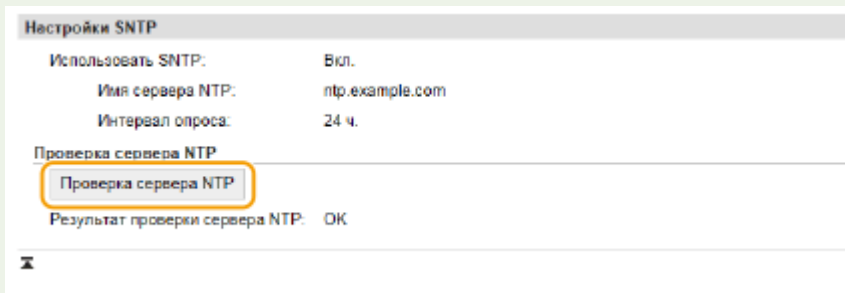 Настройки SNTP
Использовать SNTP: Вкл.
Имя сервера NTP: ntp.example.com
Интервал опроса: 24 ч.
Проверка сервера NTP
Проверка сервера NTP
Результат проверки сервера NTP: OK